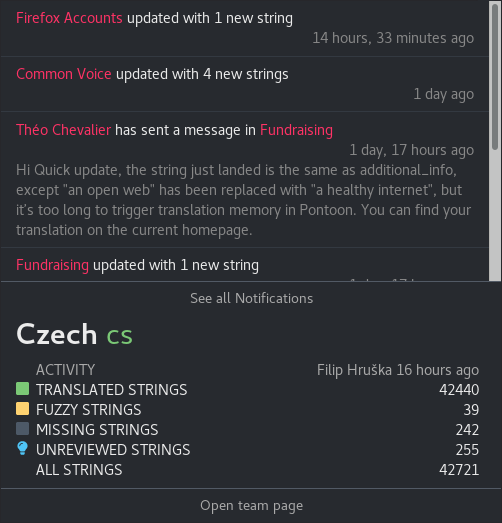 Firefox Accounts updated with 1 new string
14 hours, 33 minutes ago
Common Voice updated with 4 new strings
1 day ago
Théo Chevalier has sent a message in Fundraising
1 day, 17 hours ago
Hi Quick update, the string just landed is the same as additional_info,
except "an open web" has been replaced with "a healthy internet", but
it's too long to trigger translation memory in Pontoon. You can find your
translation on the current homepage.
Fundraising updated with 1 new string
See all Notifications
Czech cs
ACTIVITY Filip Hruška 16 hours ago
TRANSLATED STRINGS 42440
FUZZY STRINGS 39
MISSING STRINGS 242
UNREVIEWED STRINGS 255
ALL STRINGS 42721
Open team page